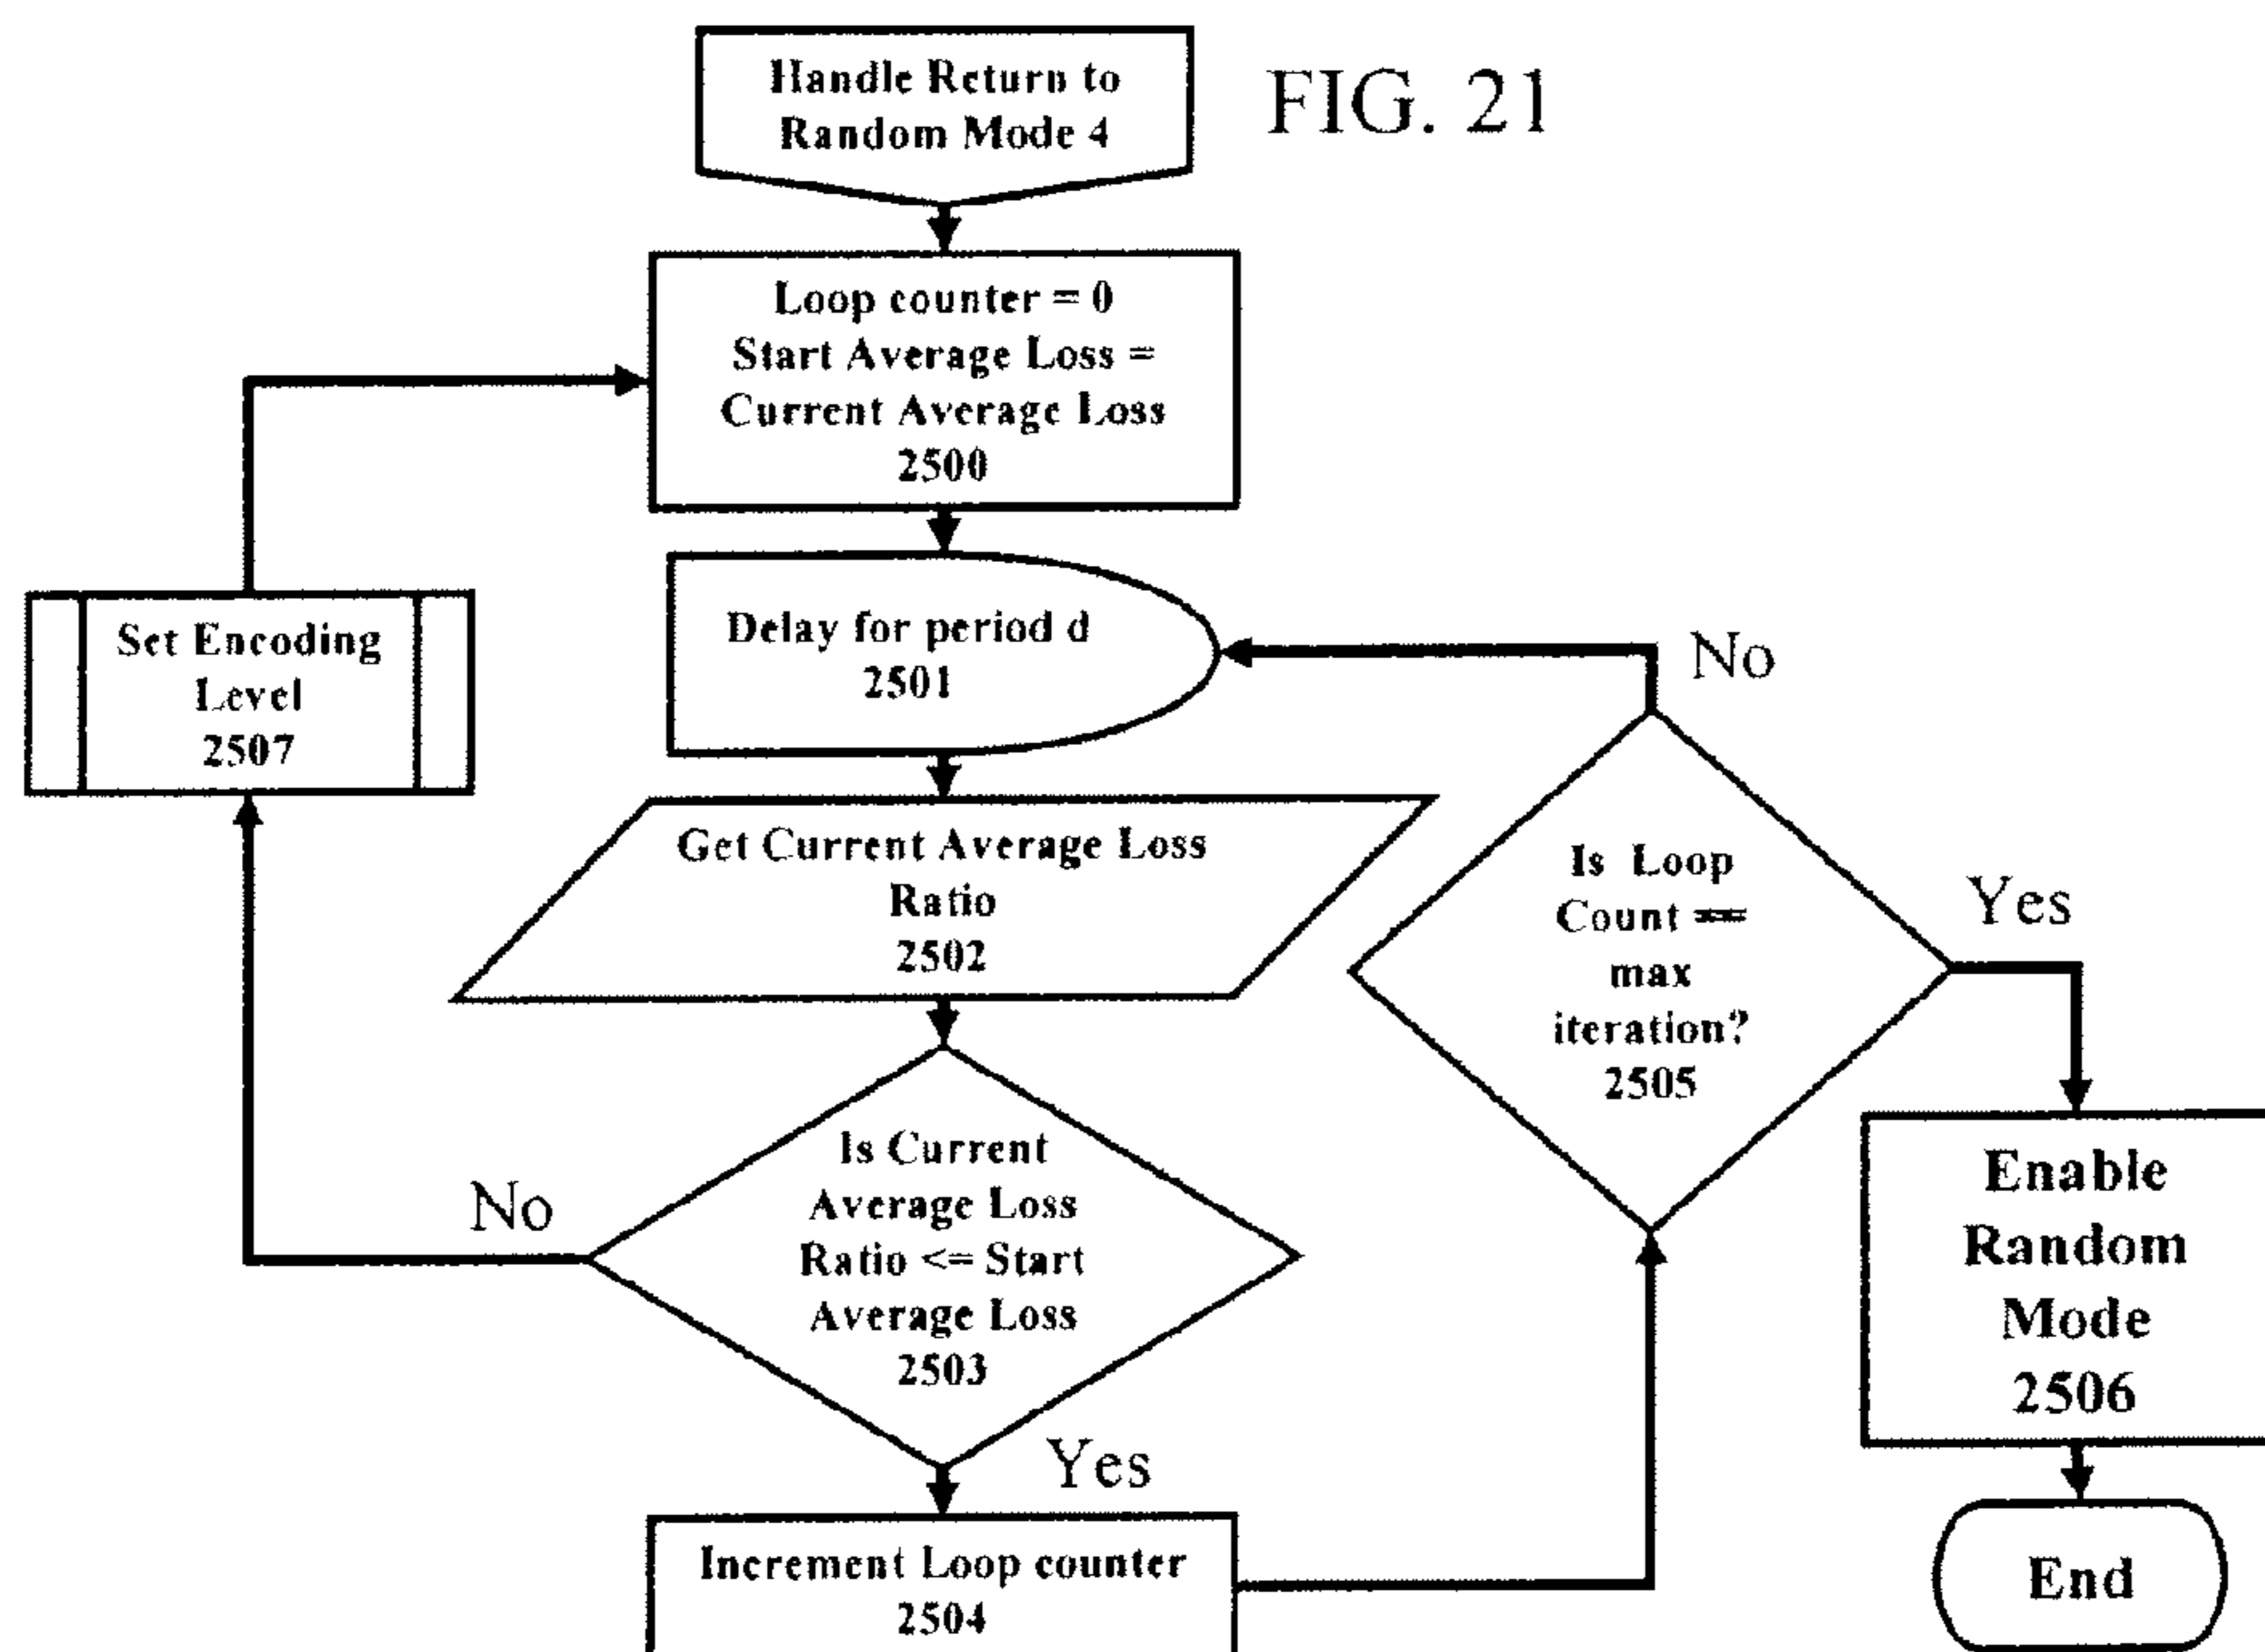 Handle Return to
Random Mode 4
FIG. 21
Loop counter = 0
Start Average Loss =
Current Average Loss
2500
Set Encoding
Level
2507
Delay for period d
2501
No
Get Current Average Loss
Ratio
2502
Is Loop
Count ==
max
iteration?
2505
Yes
Is Current
Average Loss
Ratio <= Start
Average Loss
2503
No
Yes
Enable
Random
Mode
2506
Increment Loop counter
2504
End